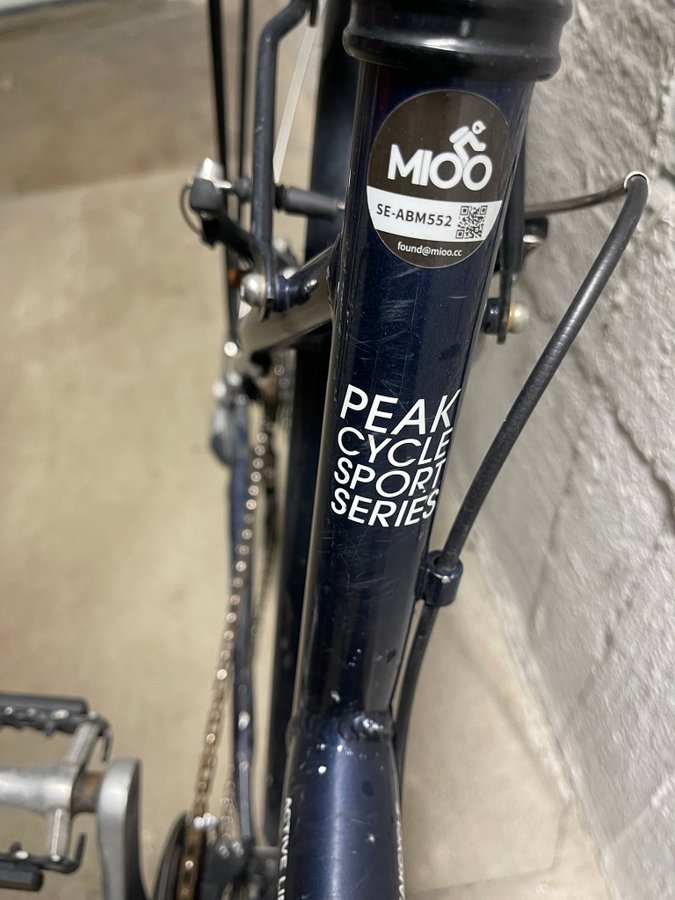 MIOO
SE-ABM552
found@mioo.cc
PEAK
CYCLE
SPORT
SERIES